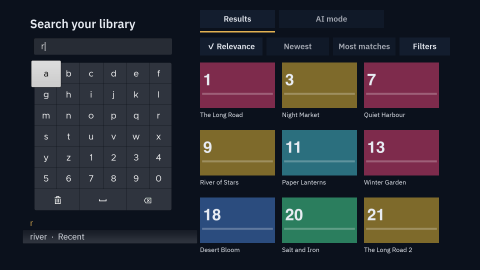 Search your library
r
a b c d e f
g h i j k l
m n o p q r
s t u v w x
y z 1 2 3 4
5 6 7 8 9 0
r
river · Recent
Results AI mode
✓ Relevance Newest Most matches Filters
1 3 7
The Long Road Night Market Quiet Harbour
9 11 13
River of Stars Paper Lanterns Winter Garden
18 20 21
Desert Bloom Salt and Iron The Long Road 2